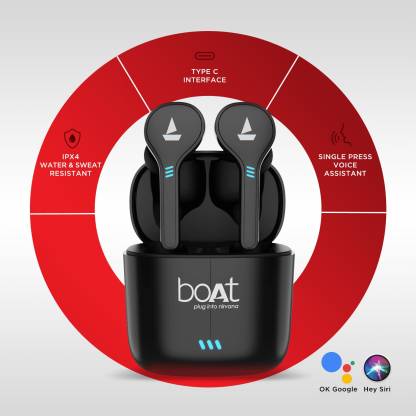 TYPE C
INTERFACE
IPX4
WATER & SWEAT
RESISTANT
SINGLE PRESS
VOICE
ASSISTANT
boAt
plug into nirvana
OK Google
Hey Siri